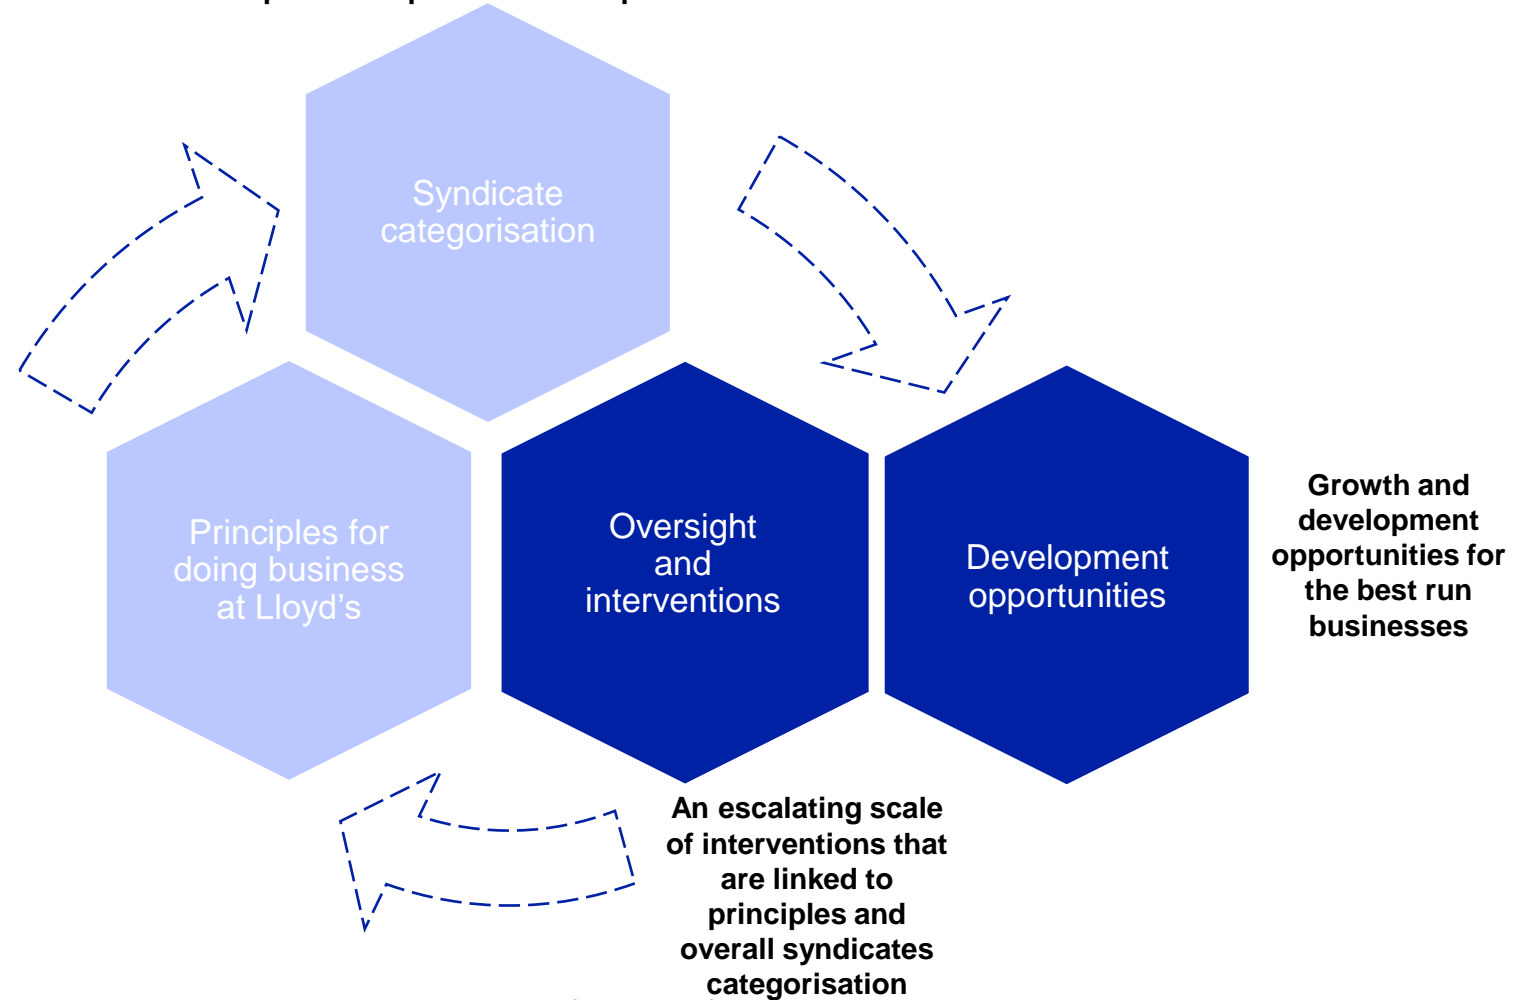 Syndicate
categorisation
Principles for
doing business
at Lloyd’s
Oversight
and
interventions
Development
opportunities
Growth and
development
opportunities for
the best run
businesses
An escalating scale
of interventions that
are linked to
principles and
overall syndicates
categorisation